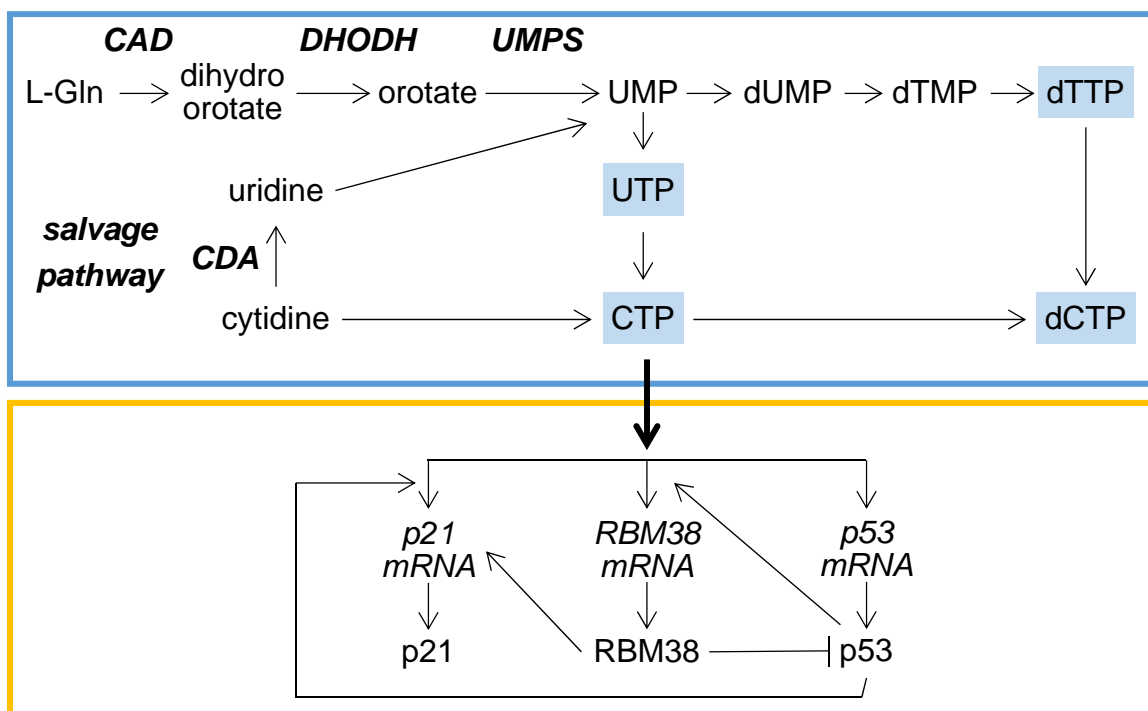 CAD DHODH UMPS
L-Gln dihydro orotate UMP dUMP dTMP dTTP
orotate
uridine UTP
salvage
pathway CDA
cytidine CTP dCTP
p21 RBM38 p53
mRNA mRNA mRNA
p21 RBM38 p53